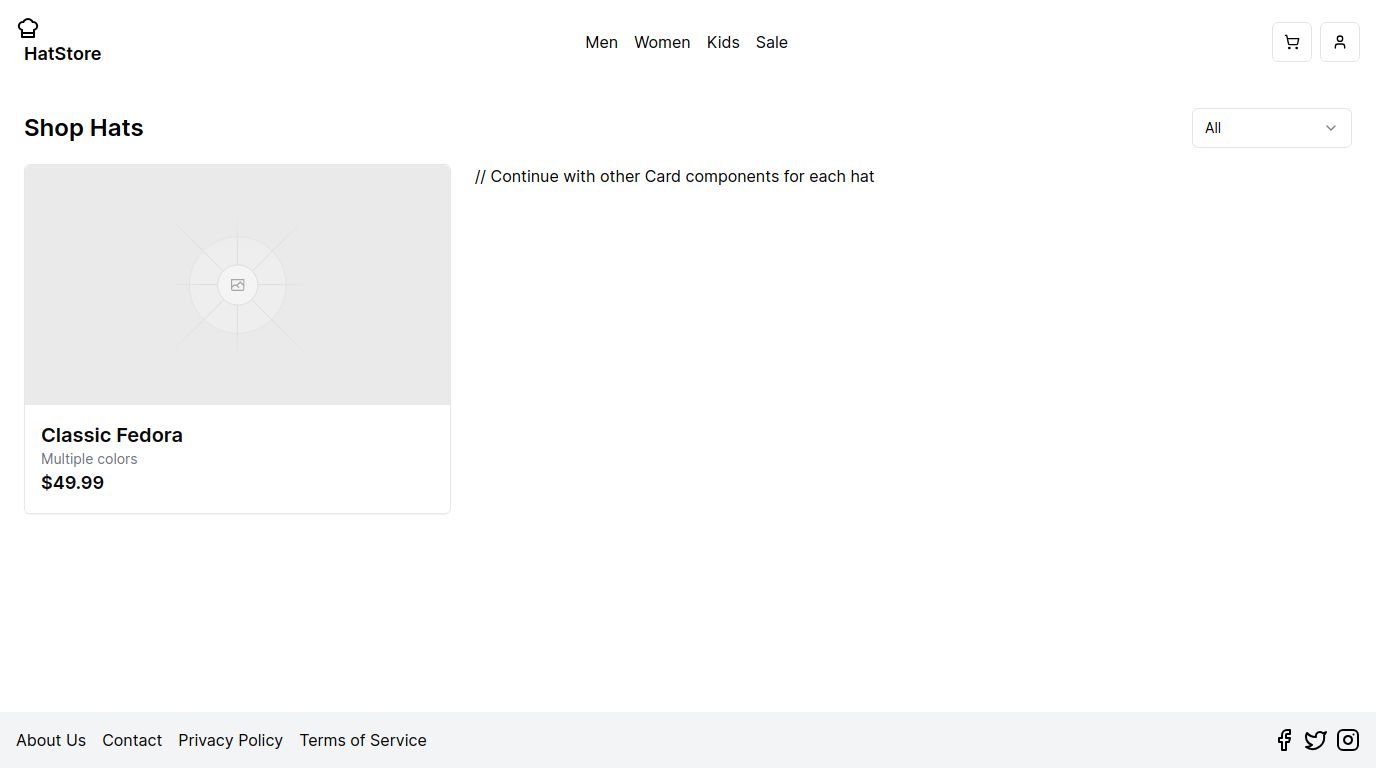 HatStore
Men Women Kids Sale
Shop Hats
All
// Continue with other Card components for each hat
Classic Fedora
Multiple colors
$49.99
About Us Contact Privacy Policy Terms of Service